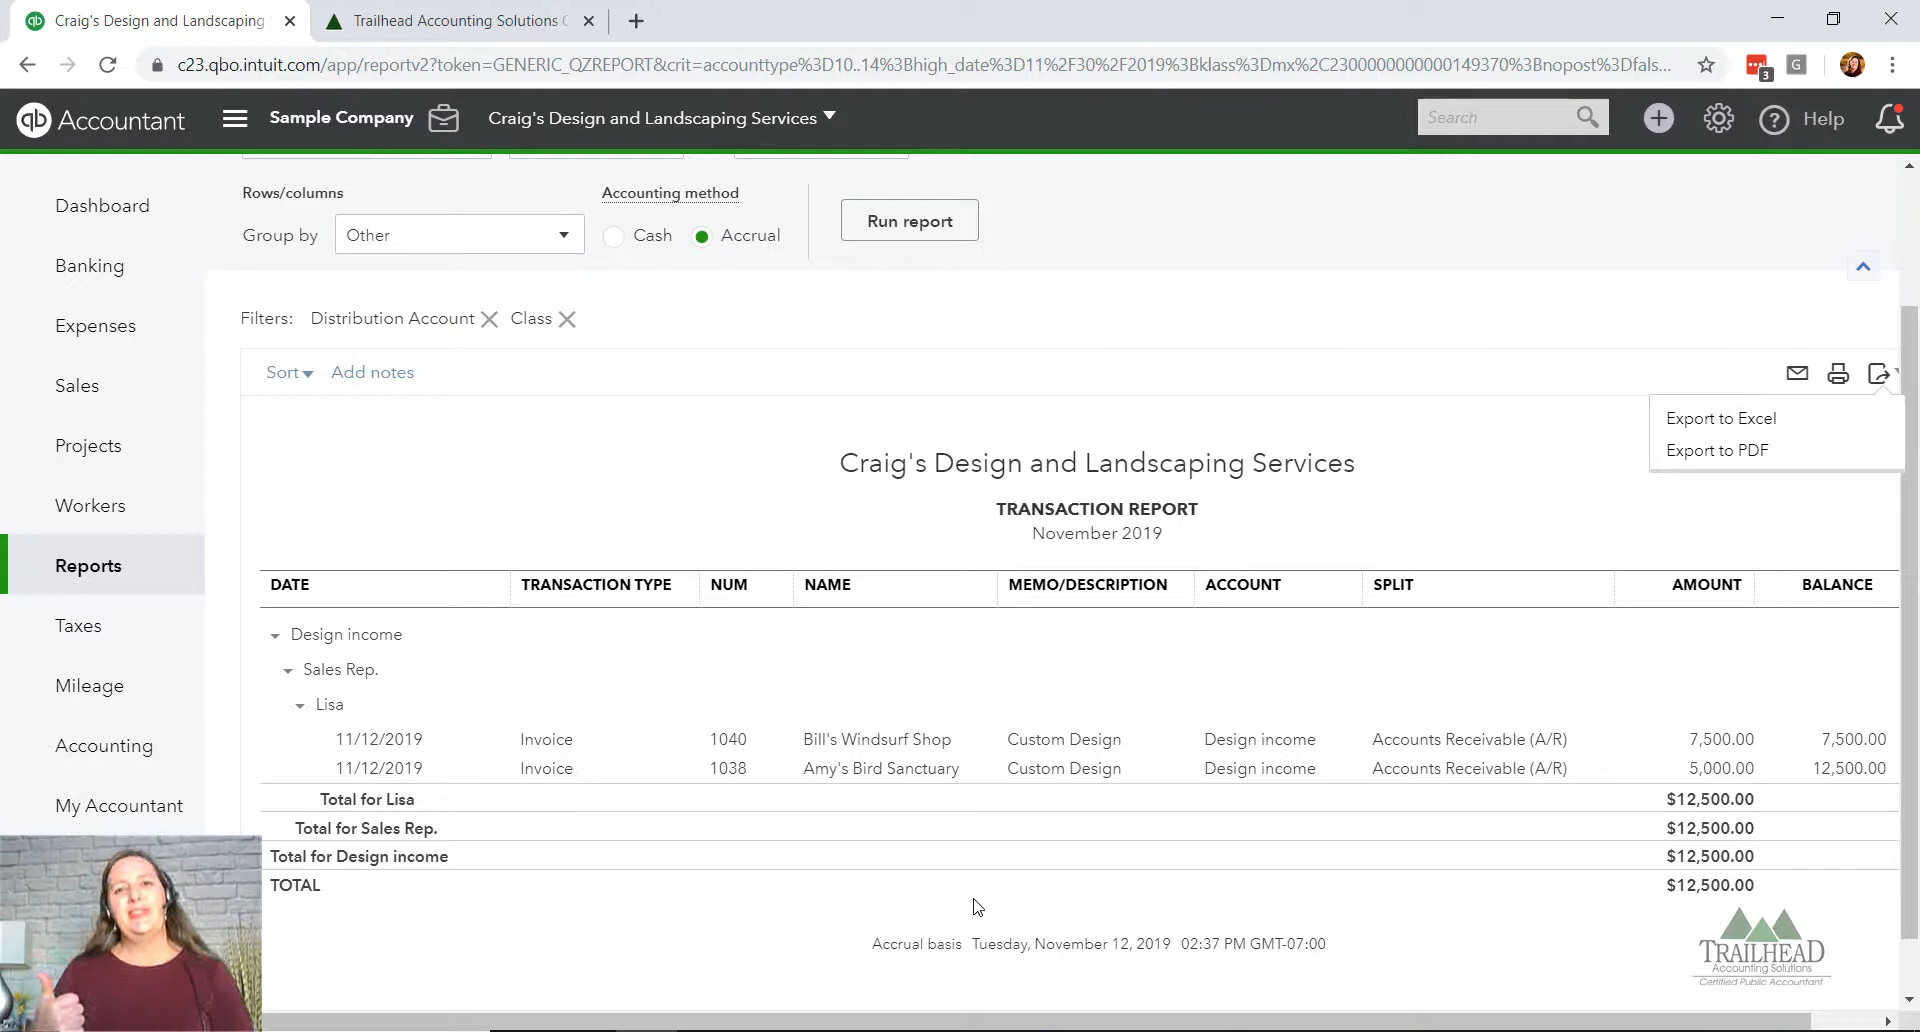 Craig's Design and Landscaping
Trailhead Accounting Solutions
c23.qbo.intuit.com/app/reportv2?token=GENERIC_QZREPORT&crit=accounttype%3D10..14%3Bhigh_date%3D11%2F30%2F2019%3Bklass%3Dmx%2C2300000000000149370%3Bnopost%3Dfals...
3
G
qb Accountant
Sample Company
Craig's Design and Landscaping Services
Search
? Help
Dashboard
Banking
Expenses
Sales
Projects
Workers
Reports
Taxes
Mileage
Accounting
My Accountant
Rows/columns
Accounting method
Group by Other
Cash Accrual
Run report
Filters: Distribution Account Class
Sort Add notes
Export to Excel
Export to PDF
Craig's Design and Landscaping Services
TRANSACTION REPORT
November 2019
DATE TRANSACTION TYPE NUM NAME MEMO/DESCRIPTION ACCOUNT SPLIT AMOUNT BALANCE
Design income
Sales Rep.
Lisa
11/12/2019 Invoice 1040 Bill's Windsurf Shop Custom Design Design income Accounts Receivable (A/R) 7,500.00 7,500.00
11/12/2019 Invoice 1038 Amy's Bird Sanctuary Custom Design Design income Accounts Receivable (A/R) 5,000.00 12,500.00
Total for Lisa $12,500.00
Total for Sales Rep. $12,500.00
Total for Design income $12,500.00
TOTAL $12,500.00
Accrual basis Tuesday, November 12, 2019 02:37 PM GMT-07:00
TRAILHEAD
Accounting Solutions
Certified Public Accountant